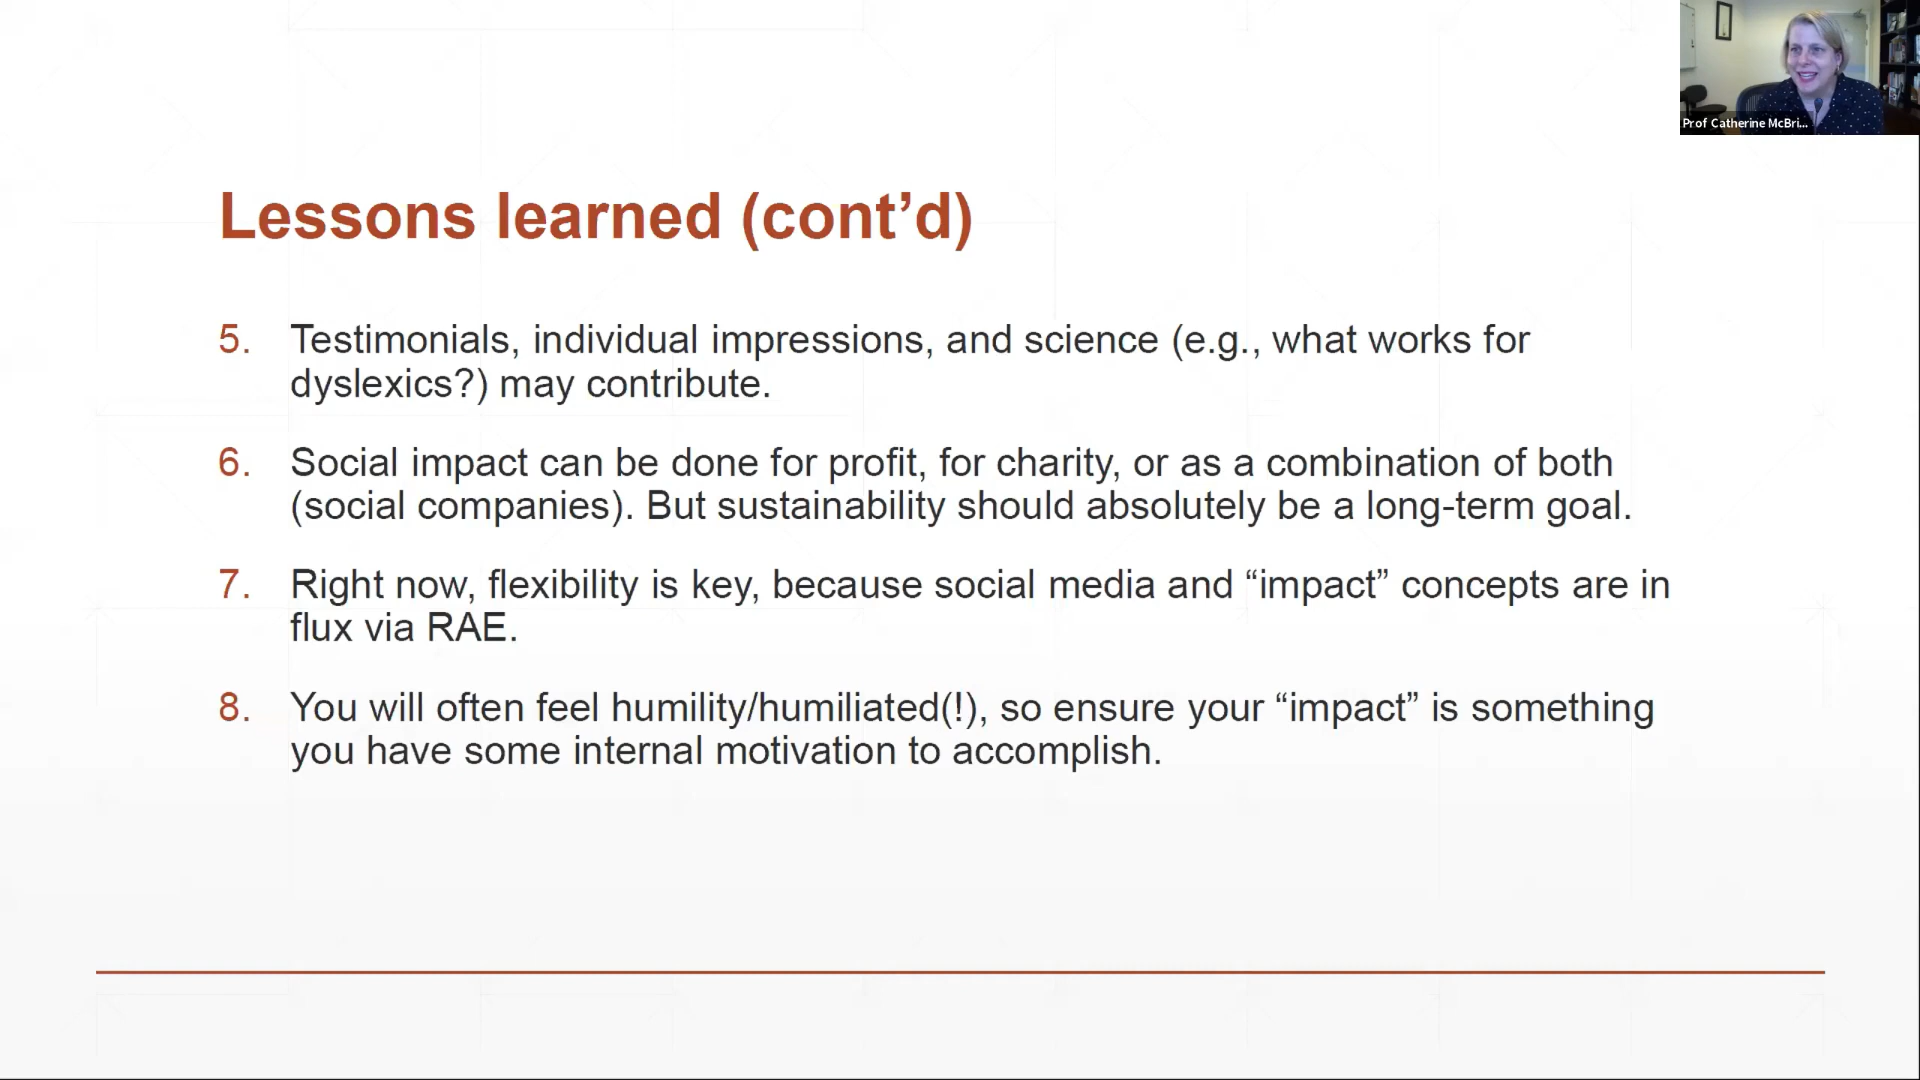 Prof Catherine McBri...
Lessons learned (cont’d)
5. Testimonials, individual impressions, and science (e.g., what works for
dyslexics?) may contribute.
6. Social impact can be done for profit, for charity, or as a combination of both
(social companies). But sustainability should absolutely be a long-term goal.
7. Right now, flexibility is key, because social media and “impact” concepts are in
flux via RAE.
8. You will often feel humility/humiliated(!), so ensure your “impact” is something
you have some internal motivation to accomplish.